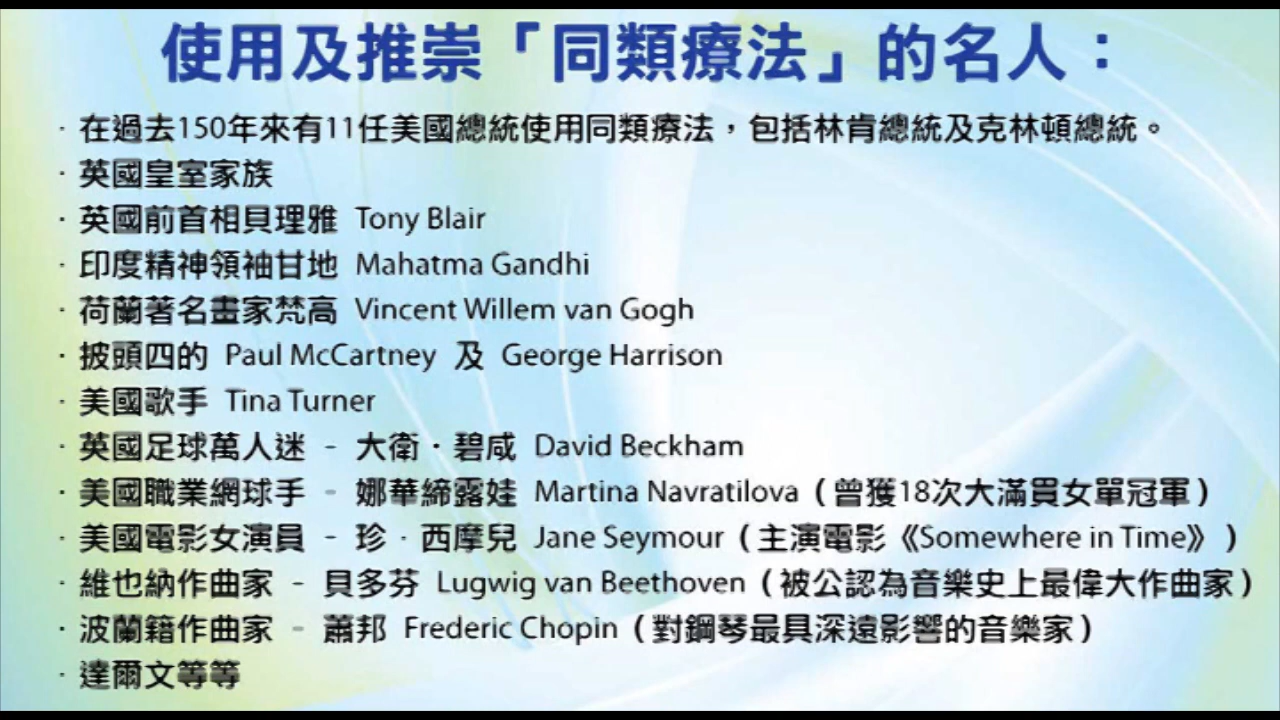 使用及推崇「同類療法」的名人：
· 在過去150年來有11任美國總統使用同類療法，包括林肯總統及克林頓總統。
· 英國皇室家族
· 英國前首相貝理雅 Tony Blair
· 印度精神領袖甘地 Mahatma Gandhi
· 荷蘭著名畫家梵高 Vincent Willem van Gogh
· 披頭四的 Paul McCartney 及 George Harrison
· 美國歌手 Tina Turner
· 英國足球萬人迷 - 大衛・碧咸 David Beckham
· 美國職業網球手 - 娜華締露娃 Martina Navratilova（曾獲18次大滿貫女單冠軍）
· 美國電影女演員 - 珍・西摩兒 Jane Seymour（主演電影《Somewhere in Time》）
· 維也納作曲家 - 貝多芬 Lugwig van Beethoven（被公認為音樂史上最偉大作曲家）
· 波蘭籍作曲家 - 蕭邦 Frederic Chopin（對鋼琴最具深遠影響的音樂家）
· 達爾文等等